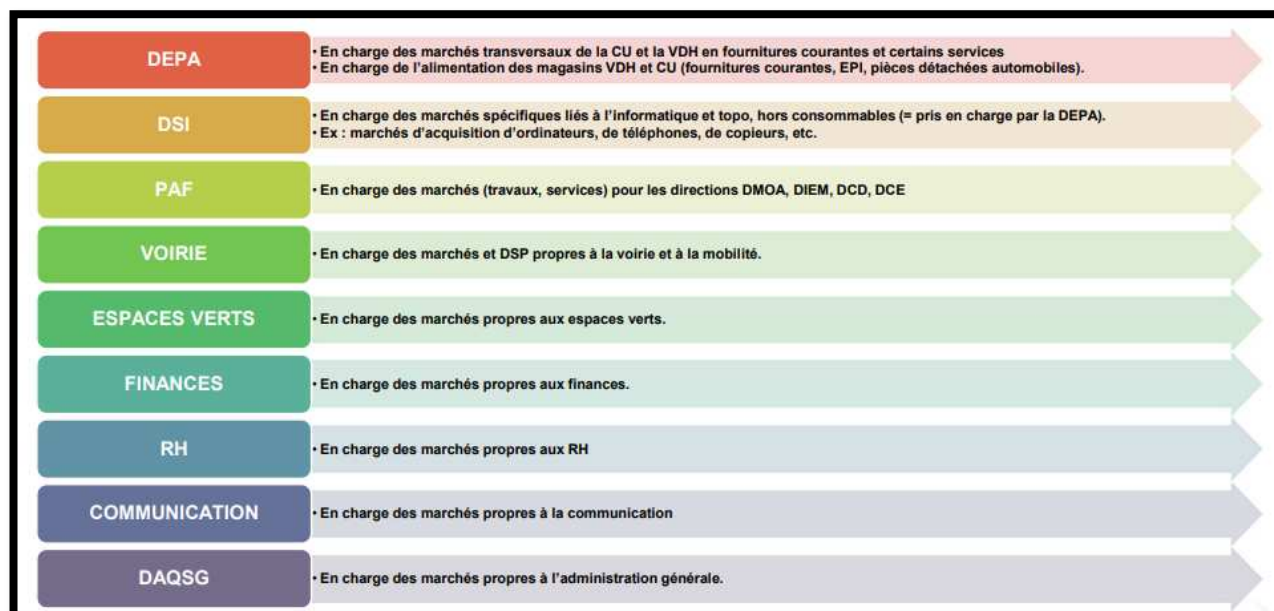 DEPA
• En charge des marchés transversaux de la CU et la VDH en fournitures courantes et certains services
• En charge de l'alimentation des magasins VDH et CU (fournitures courantes, EPI, pièces détachées automobiles).
DSI
• En charge des marchés spécifiques liés à l'informatique et topo, hors consommables (= pris en charge par la DEPA).
• Ex : marchés d'acquisition d'ordinateurs, de téléphones, de copieurs, etc.
PAF
• En charge des marchés (travaux, services) pour les directions DMOA, DIEM, DCD, DCE
VOIRIE
• En charge des marchés et DSP propres à la voirie et à la mobilité.
ESPACES VERTS
• En charge des marchés propres aux espaces verts.
FINANCES
• En charge des marchés propres aux finances.
RH
• En charge des marchés propres aux RH
COMMUNICATION
• En charge des marchés propres à la communication
DAQSG
• En charge des marchés propres à l'administration générale.